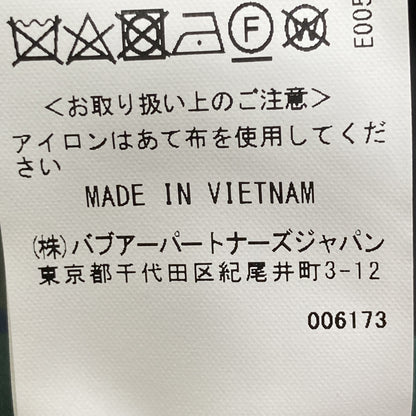 F
W
E005
＜お取り扱い上のご注意＞
アイロンはあて布を使用してくだ
さい
MADE IN VIETNAM
(株)バブアーパートナーズジャパン
東京都千代田区紀尾井町3-12
006173